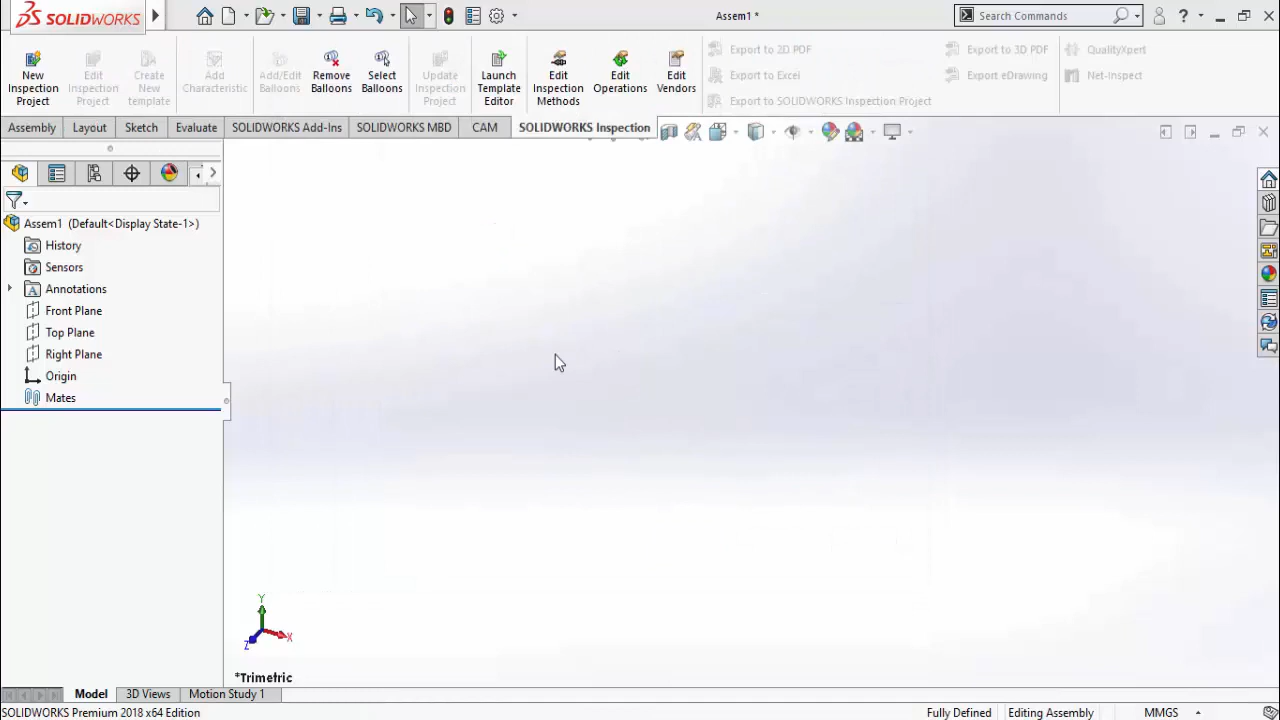 SOLIDWORKS
Assem1 *
Search Commands
?
New Inspection Project
Edit Inspection Project
Create New template
Add Characteristic
Add/Edit Balloons
Remove Balloons
Select Balloons
Update Inspection Project
Launch Template Editor
Edit Inspection Methods
Edit Operations
Edit Vendors
Export to 2D PDF
Export to Excel
Export to SOLIDWORKS Inspection Project
Export to 3D PDF
Export eDrawing
QualityXpert
Net-Inspect
Assembly
Layout
Sketch
Evaluate
SOLIDWORKS Add-Ins
SOLIDWORKS MBD
CAM
SOLIDWORKS Inspection
Assem1 (Default<Display State-1>)
History
Sensors
Annotations
Front Plane
Top Plane
Right Plane
Origin
Mates
Y
X
Z
*Trimetric
Model
3D Views
Motion Study 1
SOLIDWORKS Premium 2018 x64 Edition
Fully Defined
Editing Assembly
MMGS